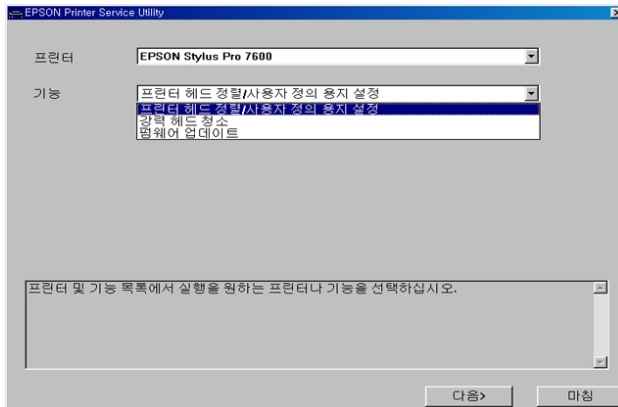 EPSON Printer Service Utility
프린터
EPSON Stylus Pro 7600
기능
프린터 헤드 정렬/사용자 정의 용지 설정
프린터 헤드 정렬/사용자 정의 용지 설정
강력 헤드 청소
펌웨어 업데이트
프린터 및 기능 목록에서 실행을 원하는 프린터나 기능을 선택하십시오.
다음>
마침